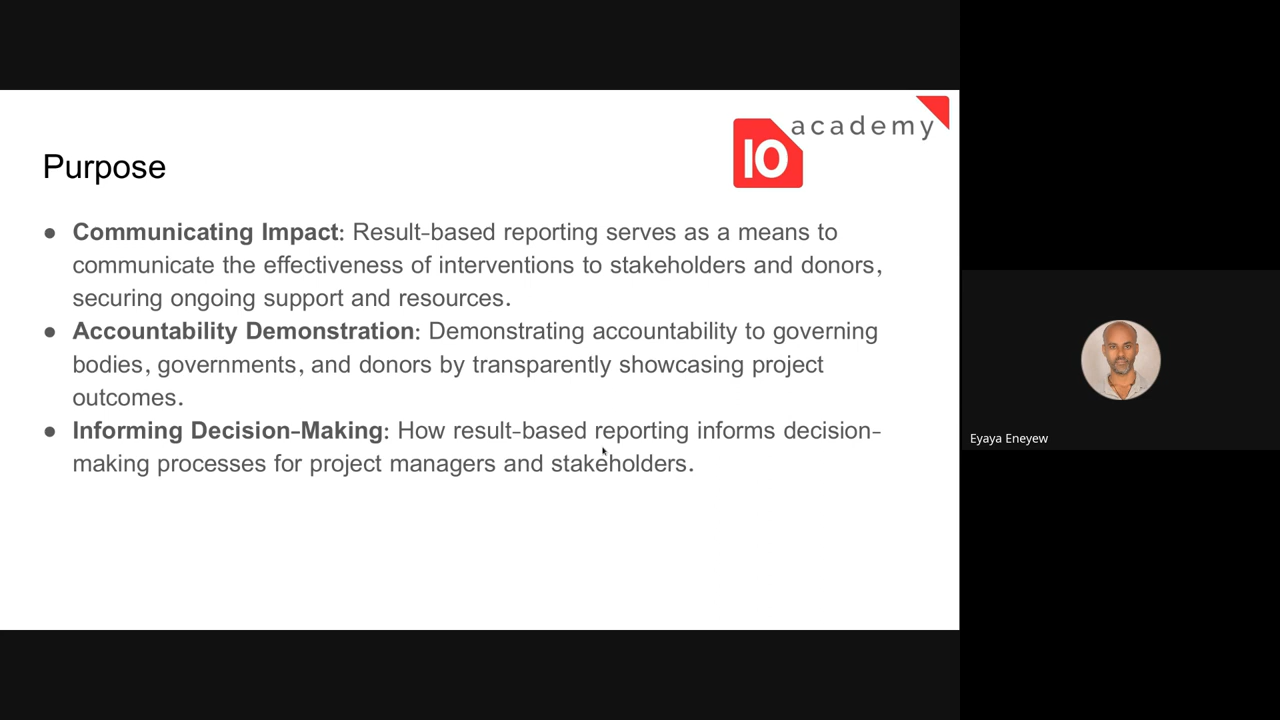 academy
10
Purpose
● Communicating Impact: Result-based reporting serves as a means to
communicate the effectiveness of interventions to stakeholders and donors,
securing ongoing support and resources.
● Accountability Demonstration: Demonstrating accountability to governing
bodies, governments, and donors by transparently showcasing project
outcomes.
● Informing Decision-Making: How result-based reporting informs decision-
making processes for project managers and stakeholders.
Eyaya Eneyew